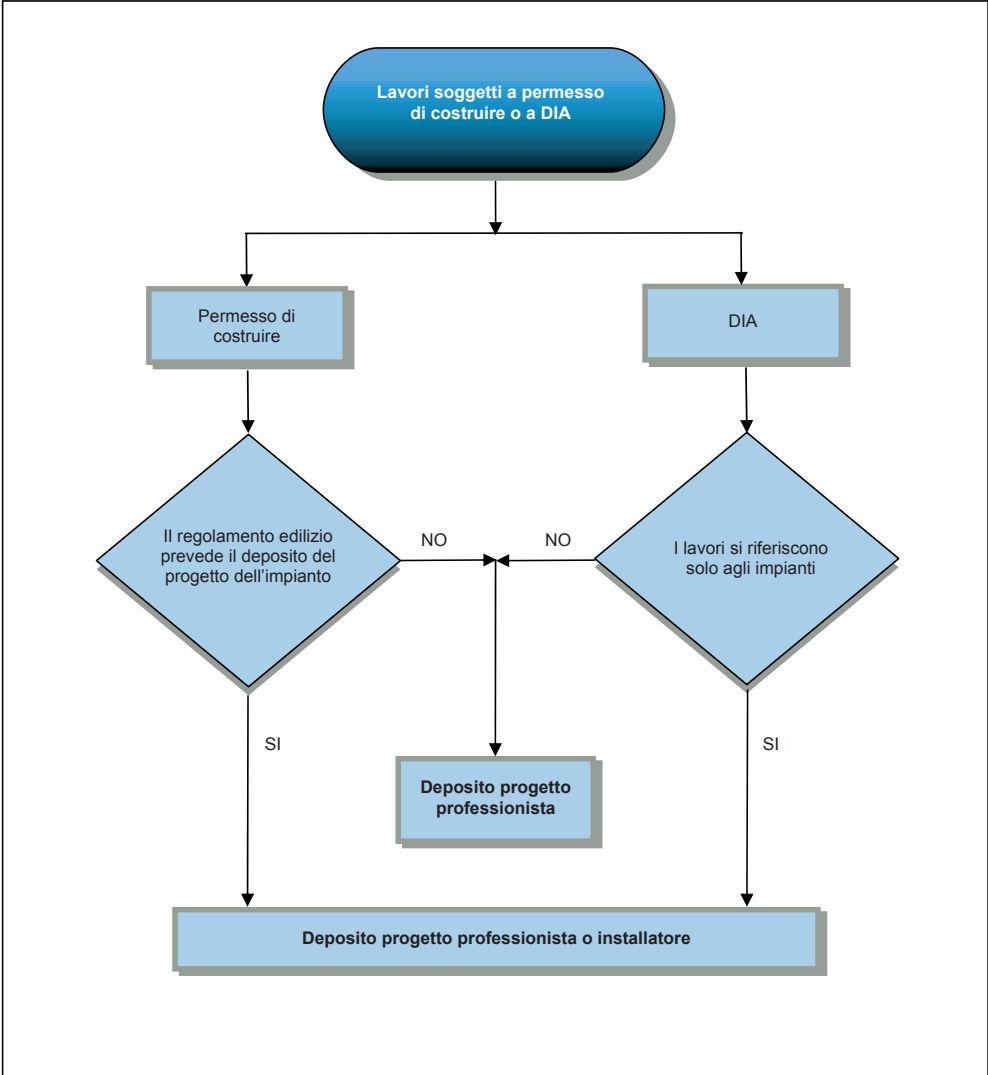 Lavori soggetti a permesso
di costruire o a DIA
Permesso di
costruire
DIA
Il regolamento edilizio
prevede il deposito del
progetto dell’impianto
NO
NO
I lavori si riferiscono
solo agli impianti
SI
SI
Deposito progetto
professionista
Deposito progetto professionista o installatore